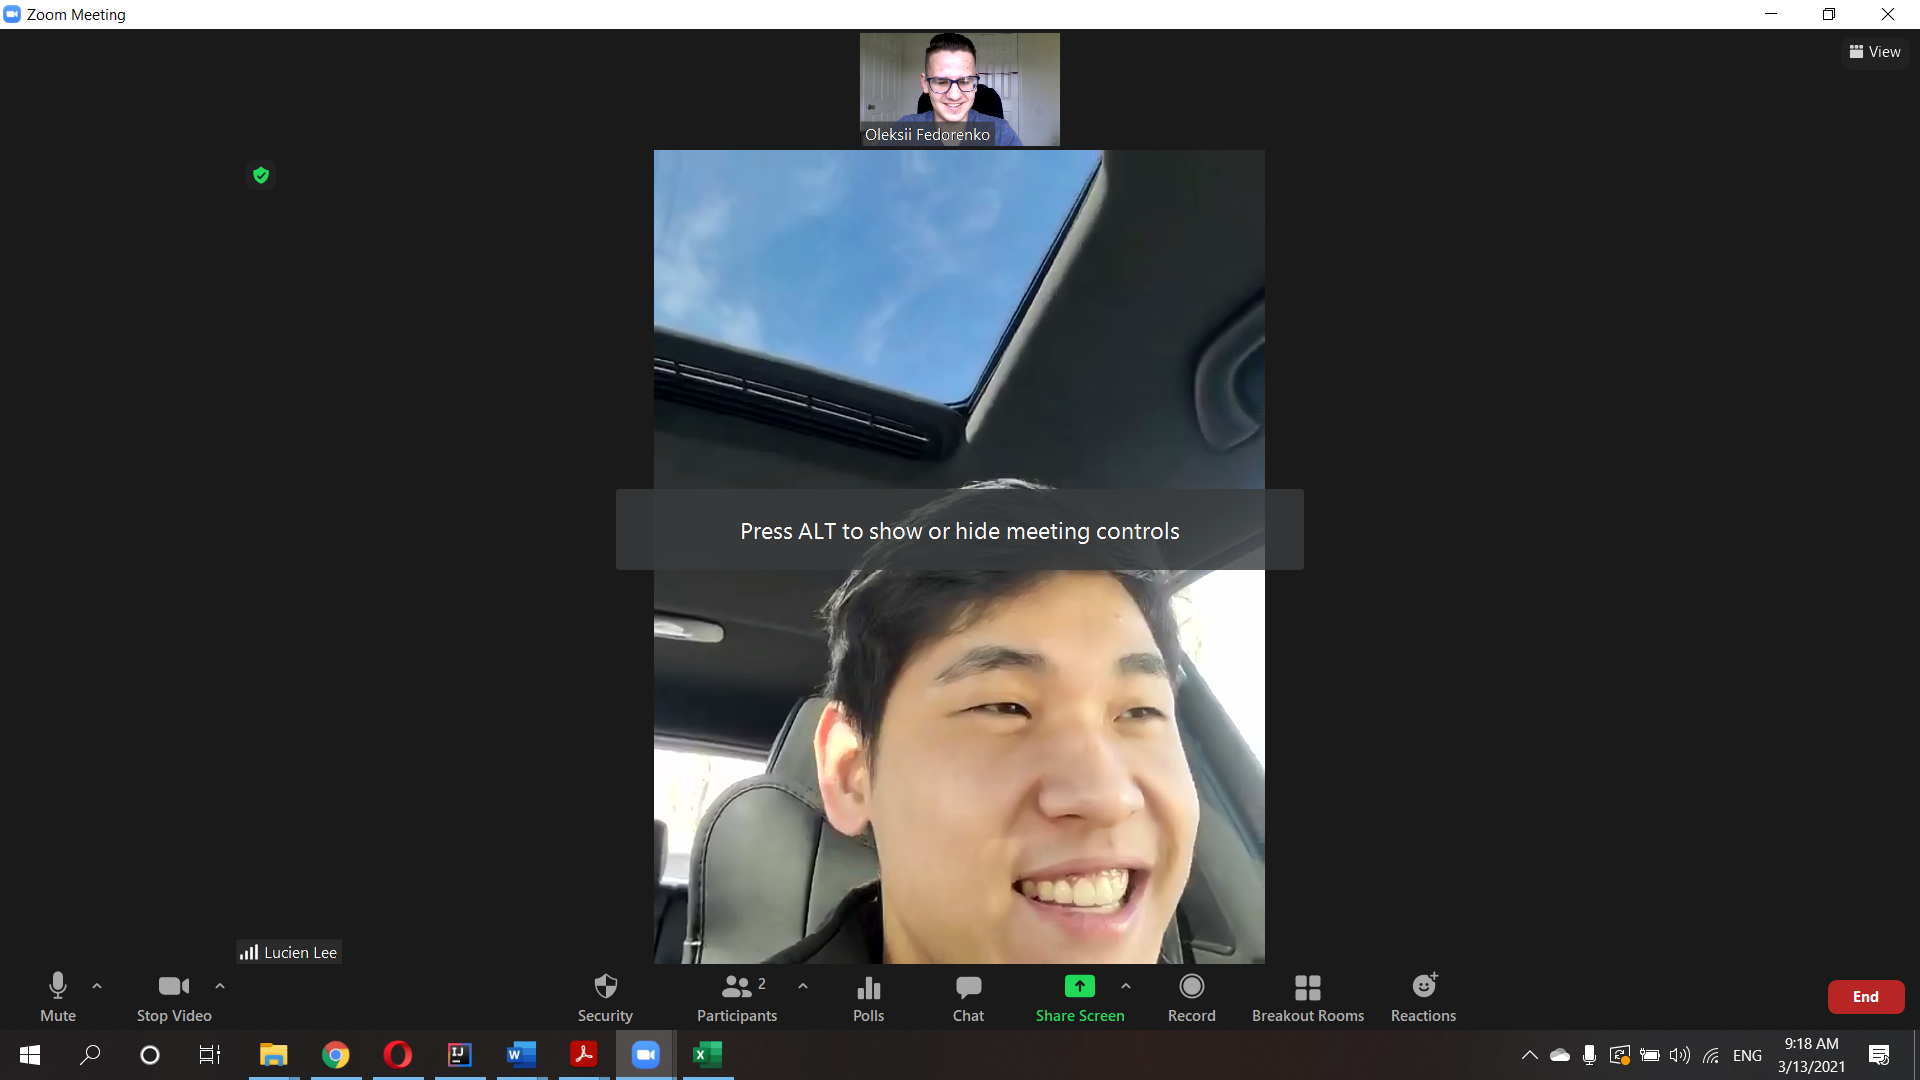 Zoom Meeting
View
Oleksii Fedorenko
Press ALT to show or hide meeting controls
Lucien Lee
Mute
Stop Video
Security
2
Participants
Polls
Chat
Share Screen
Record
Breakout Rooms
Reactions
End
IJ
W
X
ENG
9:18 AM
3/13/2021